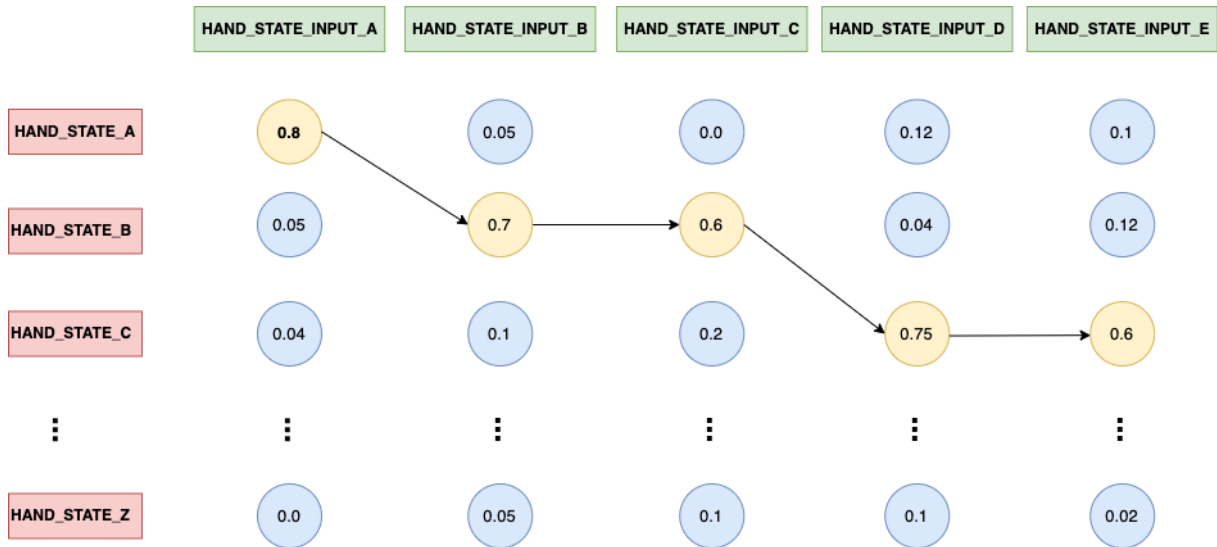 HAND_STATE_INPUT_A HAND_STATE_INPUT_B HAND_STATE_INPUT_C HAND_STATE_INPUT_D HAND_STATE_INPUT_E
HAND_STATE_A 0.8 0.05 0.0 0.12 0.1
HAND_STATE_B 0.05 0.7 0.6 0.04 0.12
HAND_STATE_C 0.04 0.1 0.2 0.75 0.6
HAND_STATE_Z 0.0 0.05 0.1 0.1 0.02